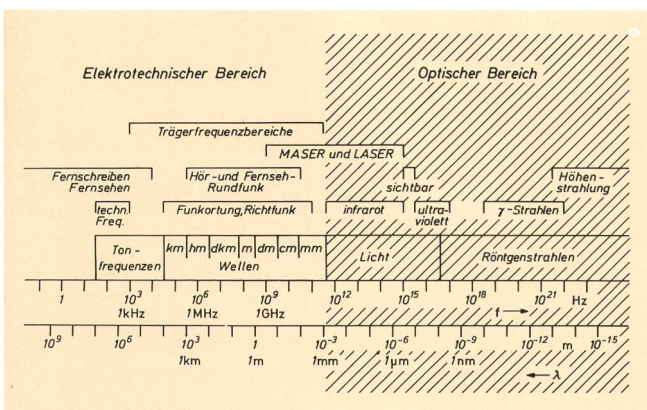 Elektrotechnischer Bereich Optischer Bereich
Trägerfrequenzbereiche
MASER und LASER
Fernschreiben Hör-und Fernseh- sichtbar Höhen-
Fernsehen Rundfunk strahlung
techn. Funkortung, Richtfunk infrarot ultra- γ-Strahlen
Freq. violett
Ton- km hm dkm m dm cm mm Licht Röntgenstrahlen
frequenzen Wellen
1 10³ 10⁶ 10⁹ 10¹² 10¹⁵ 10¹⁸ 10²¹ Hz
1kHz 1MHz 1GHz f →
10⁹ 10⁶ 10³ 1 10⁻³ 10⁻⁶ 10⁻⁹ 10⁻¹² m 10⁻¹⁵
1km 1m 1mm 1μm 1nm
← λ